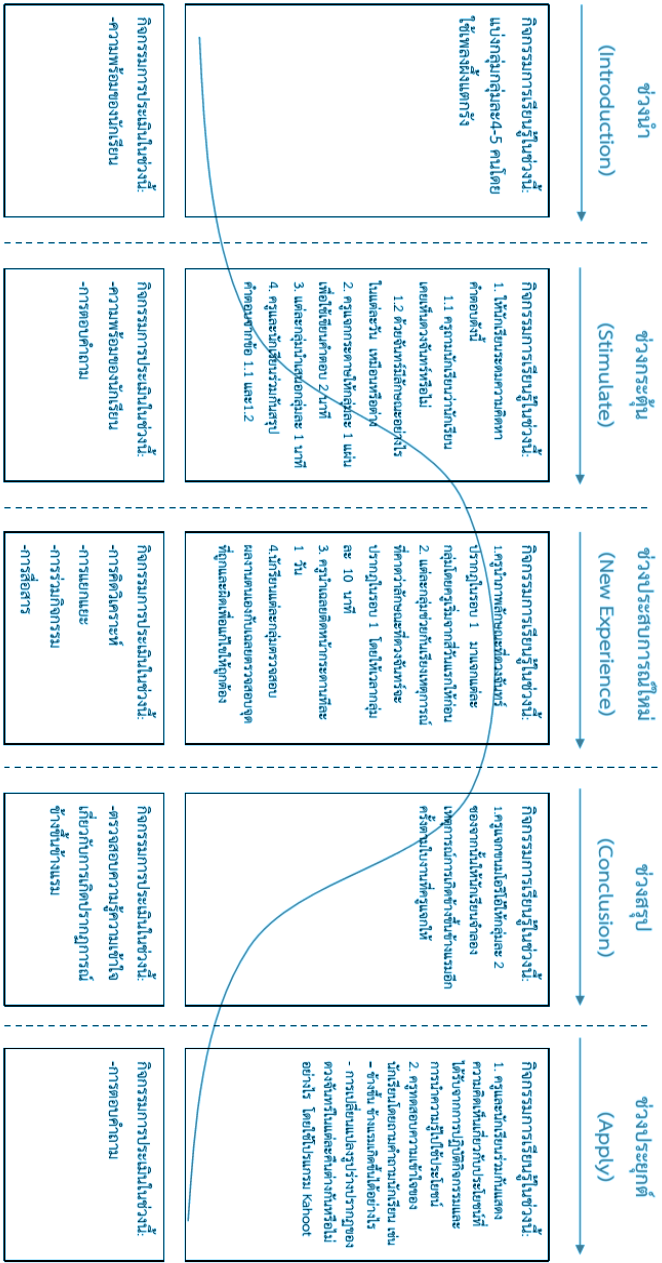 ช่วงนำ
(Introduction)
กิจกรรมการเรียนรู้ในช่วงนี้:
แบ่งกลุ่มกลุ่มละ4-5 คนโดย
ใช้เพลงผึ้งแตกรัง
กิจกรรมการประเมินในช่วงนี้:
-ความพร้อมของนักเรียน
ช่วงกระตุ้น
(Stimulate)
กิจกรรมการเรียนรู้ในช่วงนี้:
1. ให้นักเรียนระดมความคิดหา
คำตอบดังนี้
1.1 ครูถามนักเรียนว่านักเรียน
เคยเห็นดวงจันทร์หรือไม่
1.2 ด้วยจันทร์มีลักษณะอย่างไร
ในแต่ละวัน เหมือนหรือต่าง
2. ครูแจกกระดาษให้กลุ่มละ 1 แผ่น
เพื่อใช้เขียนคำตอบ 2 นาที
3. แต่ละกลุ่มนำเสนอกลุ่มละ 1 นาที
4. ครูและนักเรียนร่วมกันสรุป
คำตอบจากข้อ 1.1 และ1.2
กิจกรรมการประเมินในช่วงนี้:
-ความพร้อมของนักเรียน
-การตอบคำถาม
ช่วงประสบการณ์ใหม่
(New Experience)
กิจกรรมการเรียนรู้ในช่วงนี้:
1.ครูนำภาพลักษณะที่ดวงจันทร์
ปรากฏในรอบ 1 มาแจกแต่ละ
กลุ่มโดยครูเริ่มจากสี่วันแรกให้ก่อน
2. แต่ละกลุ่มช่วยกันเรียงเหตุการณ์
ที่คาดว่าลักษณะที่ดวงจันทร์จะ
ปรากฏในรอบ 1 โดยให้เวลากลุ่ม
ละ 10 นาที
3. ครูนำเฉลยติดหน้ากระดานทีละ
1 วัน
4.นักเรียนแต่ละกลุ่มตรวจสอบ
ผลงานตนเองกับเฉลยตรวจสอบจุด
ที่ถูกและผิดเพื่อแก้ไขให้ถูกต้อง
กิจกรรมการประเมินในช่วงนี้:
-การคิดวิเคราะห์
-การแยกแยะ
-การร่วมกิจกรรม
-การสื่อสาร
ช่วงสรุป
(Conclusion)
กิจกรรมการเรียนรู้ในช่วงนี้:
1.ครูแจกขนมโอรีโอ้ให้กลุ่มละ 2
ซองจากนั้นให้นักเรียนจำลอง
เหตุการณ์การเกิดข้างขึ้นข้างแรมอีก
ครั้งตามใบงานที่ครูแจกให้
กิจกรรมการประเมินในช่วงนี้:
-ตรวจสอบความรู้ความเข้าใจ
เกี่ยวกับการเกิดปรากฏการณ์
ข้างขึ้นข้างแรม
ช่วงประยุกต์
(Apply)
กิจกรรมการเรียนรู้ในช่วงนี้:
1. ครูและนักเรียนร่วมกันแสดง
ความคิดเห็นเกี่ยวกับประโยชน์ที่
ได้รับจากการปฏิบัติกิจกรรมและ
การนำความรู้ไปใช้ประโยชน์
2. ครูทดสอบความเข้าใจของ
นักเรียนโดยถามคำถามนักเรียน เช่น
– ข้างขึ้น ข้างแรมเกิดขึ้นได้อย่างไร
- การเปลี่ยนแปลงรูปร่างปรากฏของ
ดวงจันทร์ในแต่ละคืนต่างกันหรือไม่
อย่างไร โดยใช้โปรแกรม Kahoot
กิจกรรมการประเมินในช่วงนี้:
-การตอบคำถาม